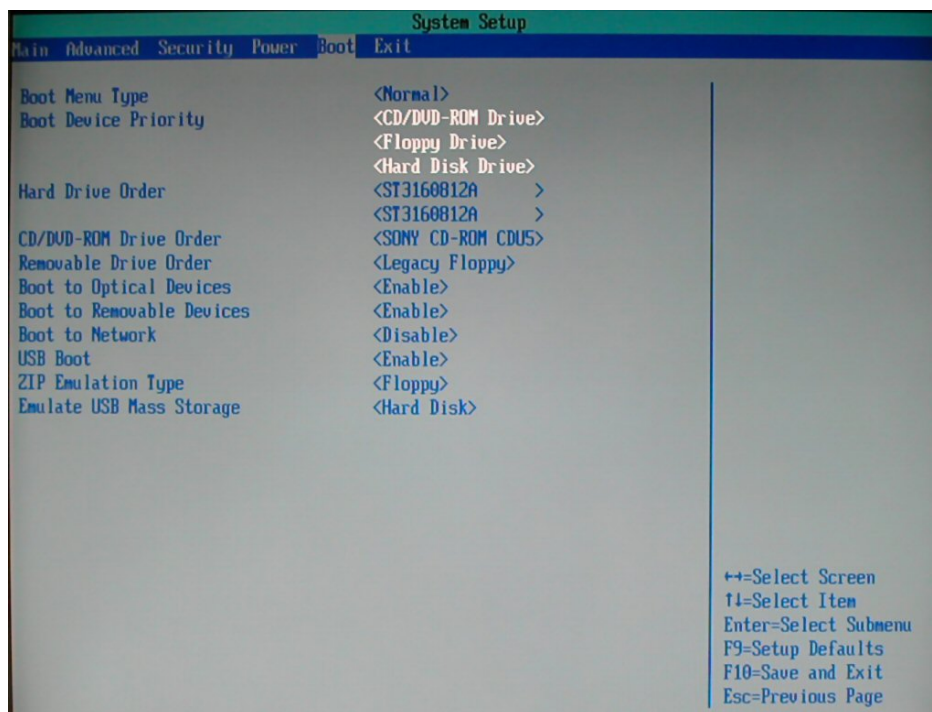 System Setup
Main Advanced Security Power Boot Exit
Boot Menu Type <Normal>
Boot Device Priority <CD/DVD-ROM Drive>
<Floppy Drive>
<Hard Disk Drive>
Hard Drive Order <ST3160812A >
<ST3160812A >
CD/DVD-ROM Drive Order <SONY CD-ROM CDU5>
Removable Drive Order <Legacy Floppy>
Boot to Optical Devices <Enable>
Boot to Removable Devices <Enable>
Boot to Network <Disable>
USB Boot <Enable>
ZIP Emulation Type <Floppy>
Emulate USB Mass Storage <Hard Disk>
←→=Select Screen
↑↓=Select Item
Enter=Select Submenu
F9=Setup Defaults
F10=Save and Exit
Esc=Previous Page